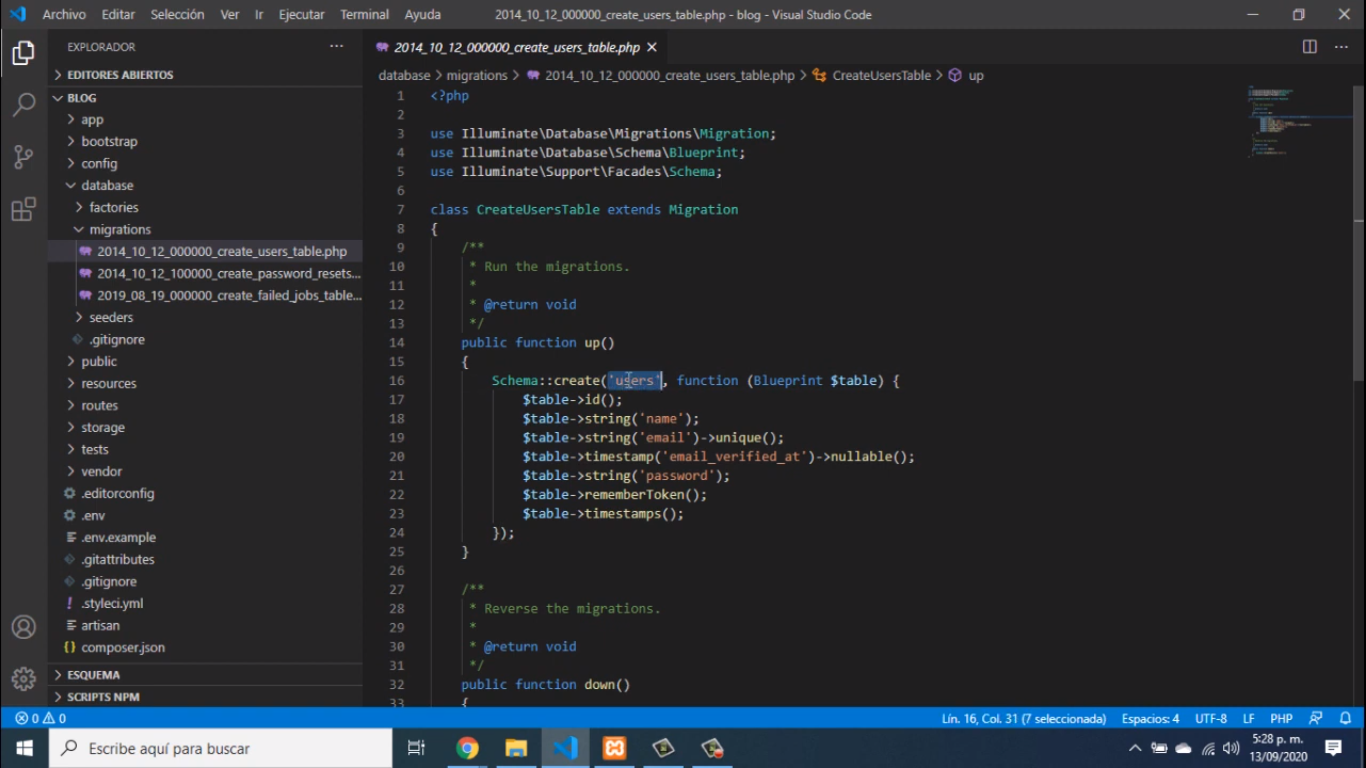 Archivo Editar Selección Ver Ir Ejecutar Terminal Ayuda 2014_10_12_000000_create_users_table.php - blog - Visual Studio Code
EXPLORADOR
EDITORES ABIERTOS
BLOG
app
bootstrap
config
database
factories
migrations
2014_10_12_000000_create_users_table.php
2014_10_12_100000_create_password_resets...
2019_08_19_000000_create_failed_jobs_table...
seeders
.gitignore
public
resources
routes
storage
tests
vendor
.editorconfig
.env
.env.example
.gitattributes
.gitignore
.styleci.yml
artisan
composer.json
ESQUEMA
SCRIPTS NPM
2014_10_12_000000_create_users_table.php
database > migrations > 2014_10_12_000000_create_users_table.php > CreateUsersTable > up
1 <?php
2
3 use Illuminate\Database\Migrations\Migration;
4 use Illuminate\Database\Schema\Blueprint;
5 use Illuminate\Support\Facades\Schema;
6
7 class CreateUsersTable extends Migration
8 {
9 /**
10 * Run the migrations.
11 *
12 * @return void
13 */
14 public function up()
15 {
16 Schema::create('users', function (Blueprint $table) {
17 $table->id();
18 $table->string('name');
19 $table->string('email')->unique();
20 $table->timestamp('email_verified_at')->nullable();
21 $table->string('password');
22 $table->rememberToken();
23 $table->timestamps();
24 });
25 }
26
27 /**
28 * Reverse the migrations.
29 *
30 * @return void
31 */
32 public function down()
33 {
0 0 Lín. 16, Col. 31 (7 seleccionada) Espacios: 4 UTF-8 LF PHP
Escribe aquí para buscar
5:28 p. m.
13/09/2020